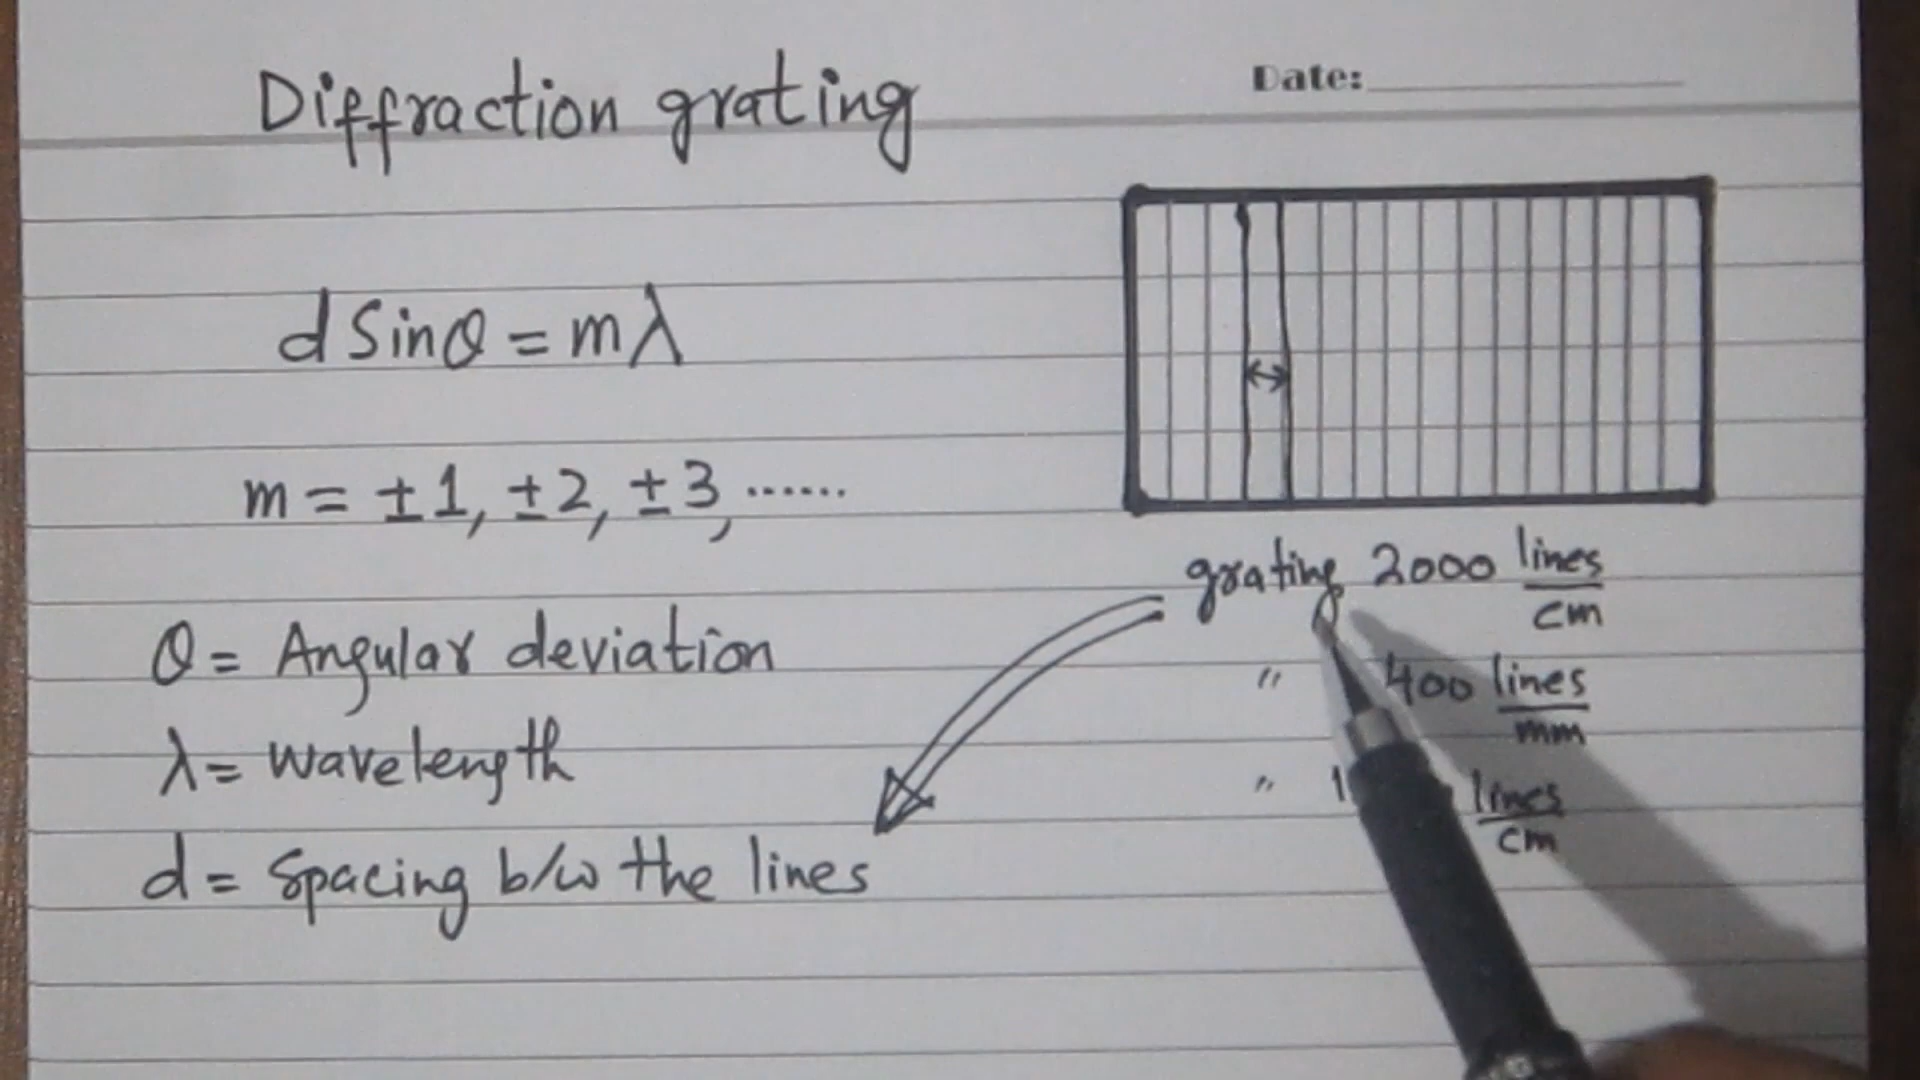 Diffraction grating
Date:
d Sinθ = mλ
m = ±1, ±2, ±3, ......
θ = Angular deviation
λ = wavelength
d = Spacing b/w the lines
grating 2000 lines/cm
" 400 lines/mm
" lines/cm